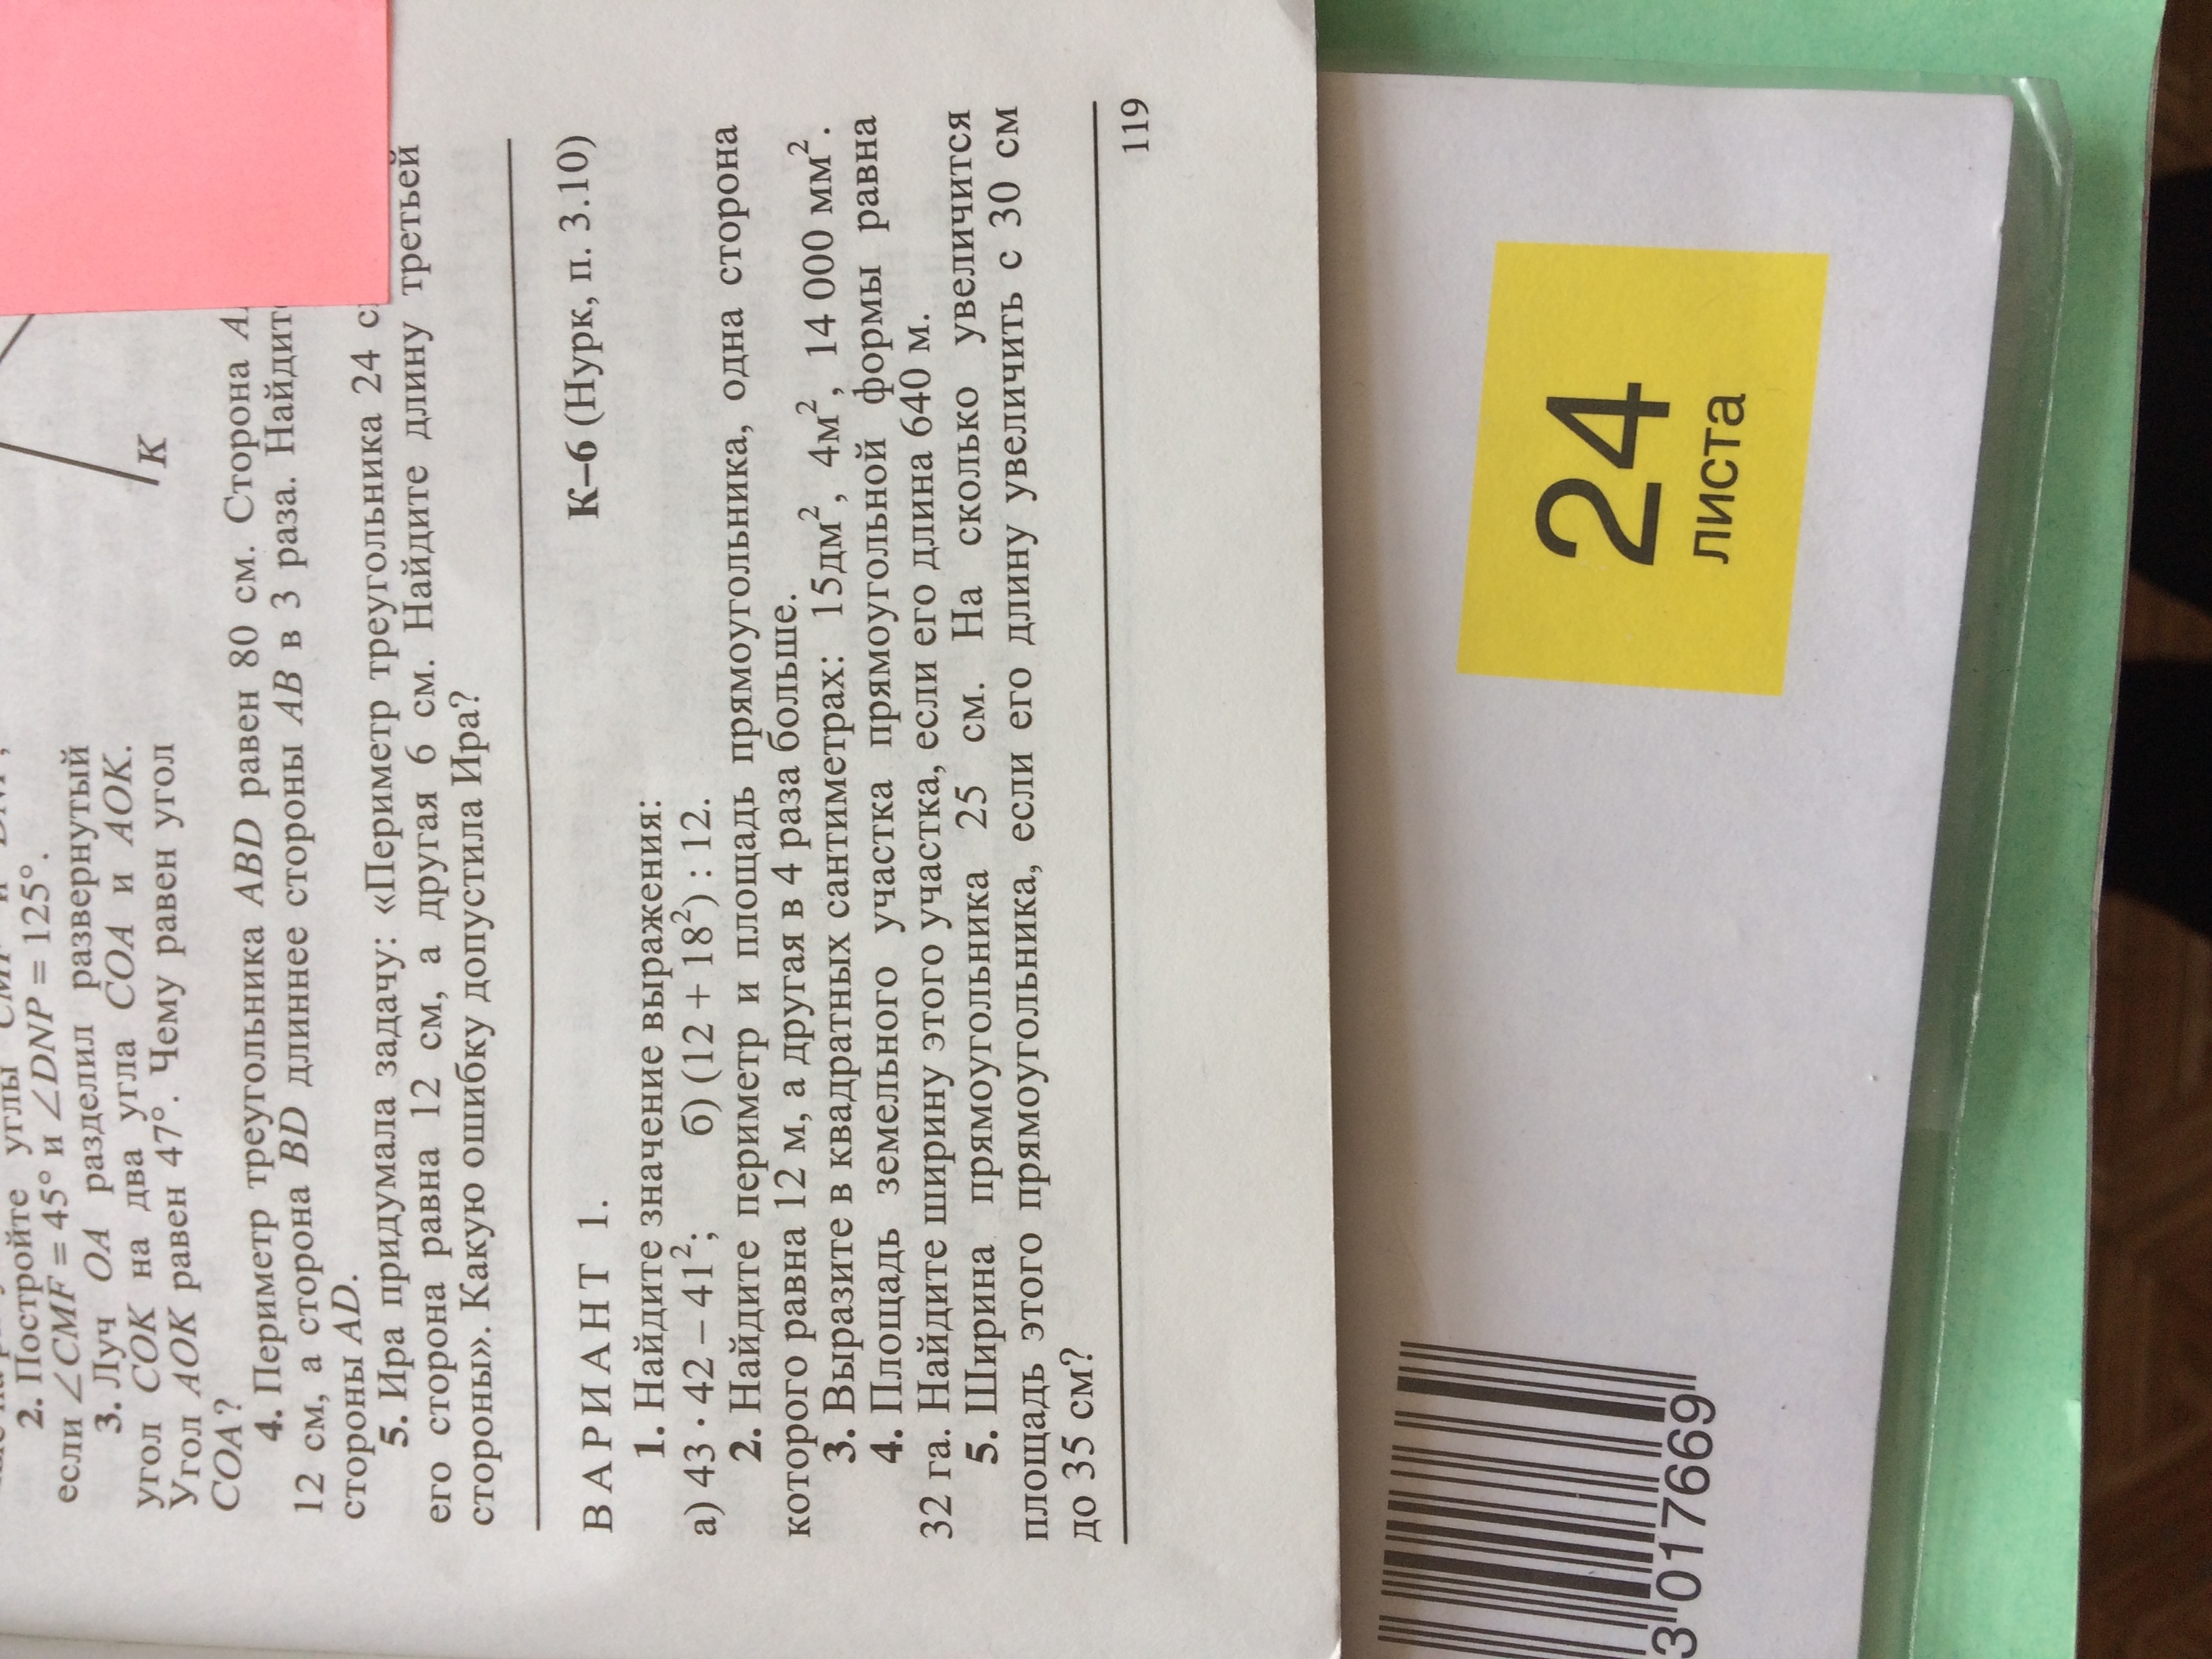 K
2. Постройте углы
если ∠CMF = 45° и ∠DNP = 125°.
3. Луч OA разделил развернутый
угол COK на два угла COA и AOK.
Угол AOK равен 47°. Чему равен угол
COA?
4. Периметр треугольника ABD равен 80 см. Сторона
12 см, а сторона BD длиннее стороны AB в 3 раза.
стороны AD.
5. Ира придумала задачу: «Периметр треугольника 24
его сторона равна 12 см, а другая 6 см. Найдите длину третьей
стороны». Какую ошибку допустила Ира?
ВАРИАНТ 1. К–6 (Нурк, п. 3.10)
1. Найдите значение выражения:
а) 43 · 42 – 41²; б) (12 + 18²) : 12.
2. Найдите периметр и площадь прямоугольника, одна сторона
которого равна 12 м, а другая в 4 раза больше.
3. Выразите в квадратных сантиметрах: 15дм², 4м², 14 000 мм².
4. Площадь земельного участка прямоугольной формы равна
32 га. Найдите ширину этого участка, если его длина 640 м.
5. Ширина прямоугольника 25 см. На сколько увеличится
площадь этого прямоугольника, если его длину увеличить с 30 см
до 35 см?
119
24
листа
3 017669